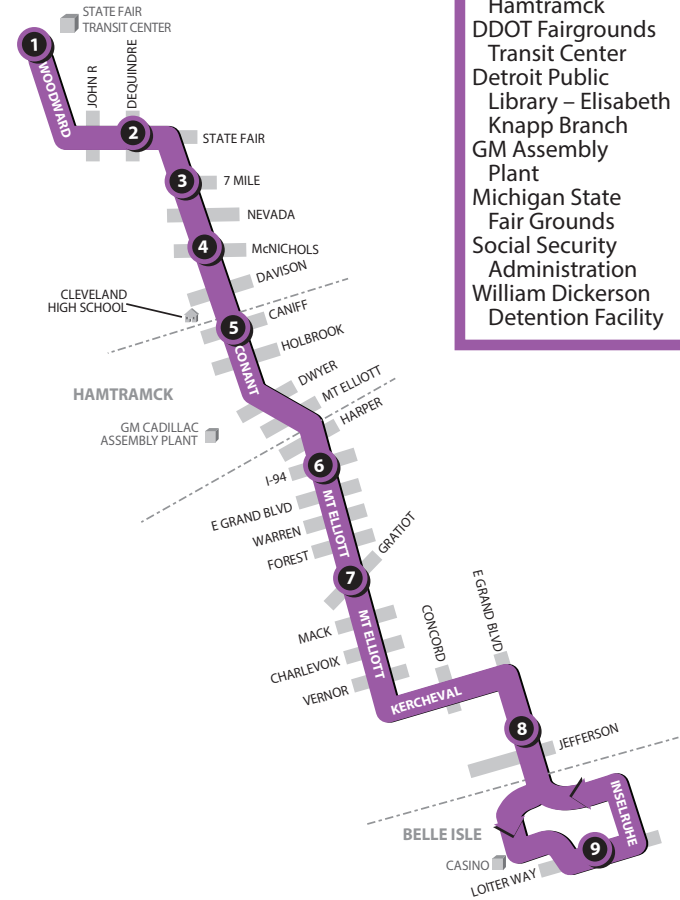 STATE FAIR
TRANSIT CENTER
1
WOODWARD
JOHN R
DEQUINDRE
2
STATE FAIR
3
7 MILE
NEVADA
4
McNICHOLS
DAVISON
CLEVELAND
HIGH SCHOOL
5
CANIFF
HOLBROOK
CONANT
DWYER
HAMTRAMCK
MT ELLIOTT
HARPER
GM CADILLAC
ASSEMBLY PLANT
6
I-94
MT ELLIOTT
E GRAND BLVD
WARREN
FOREST
GRATIOT
7
MT ELLIOTT
MACK
CHARLEVOIX
VERNOR
CONCORD
E GRAND BLVD
KERCHEVAL
8
JEFFERSON
INSELRUHE
BELLE ISLE
9
CASINO
LOITER WAY
Hamtramck
DDOT Fairgrounds
Transit Center
Detroit Public
Library – Elisabeth
Knapp Branch
GM Assembly
Plant
Michigan State
Fair Grounds
Social Security
Administration
William Dickerson
Detention Facility